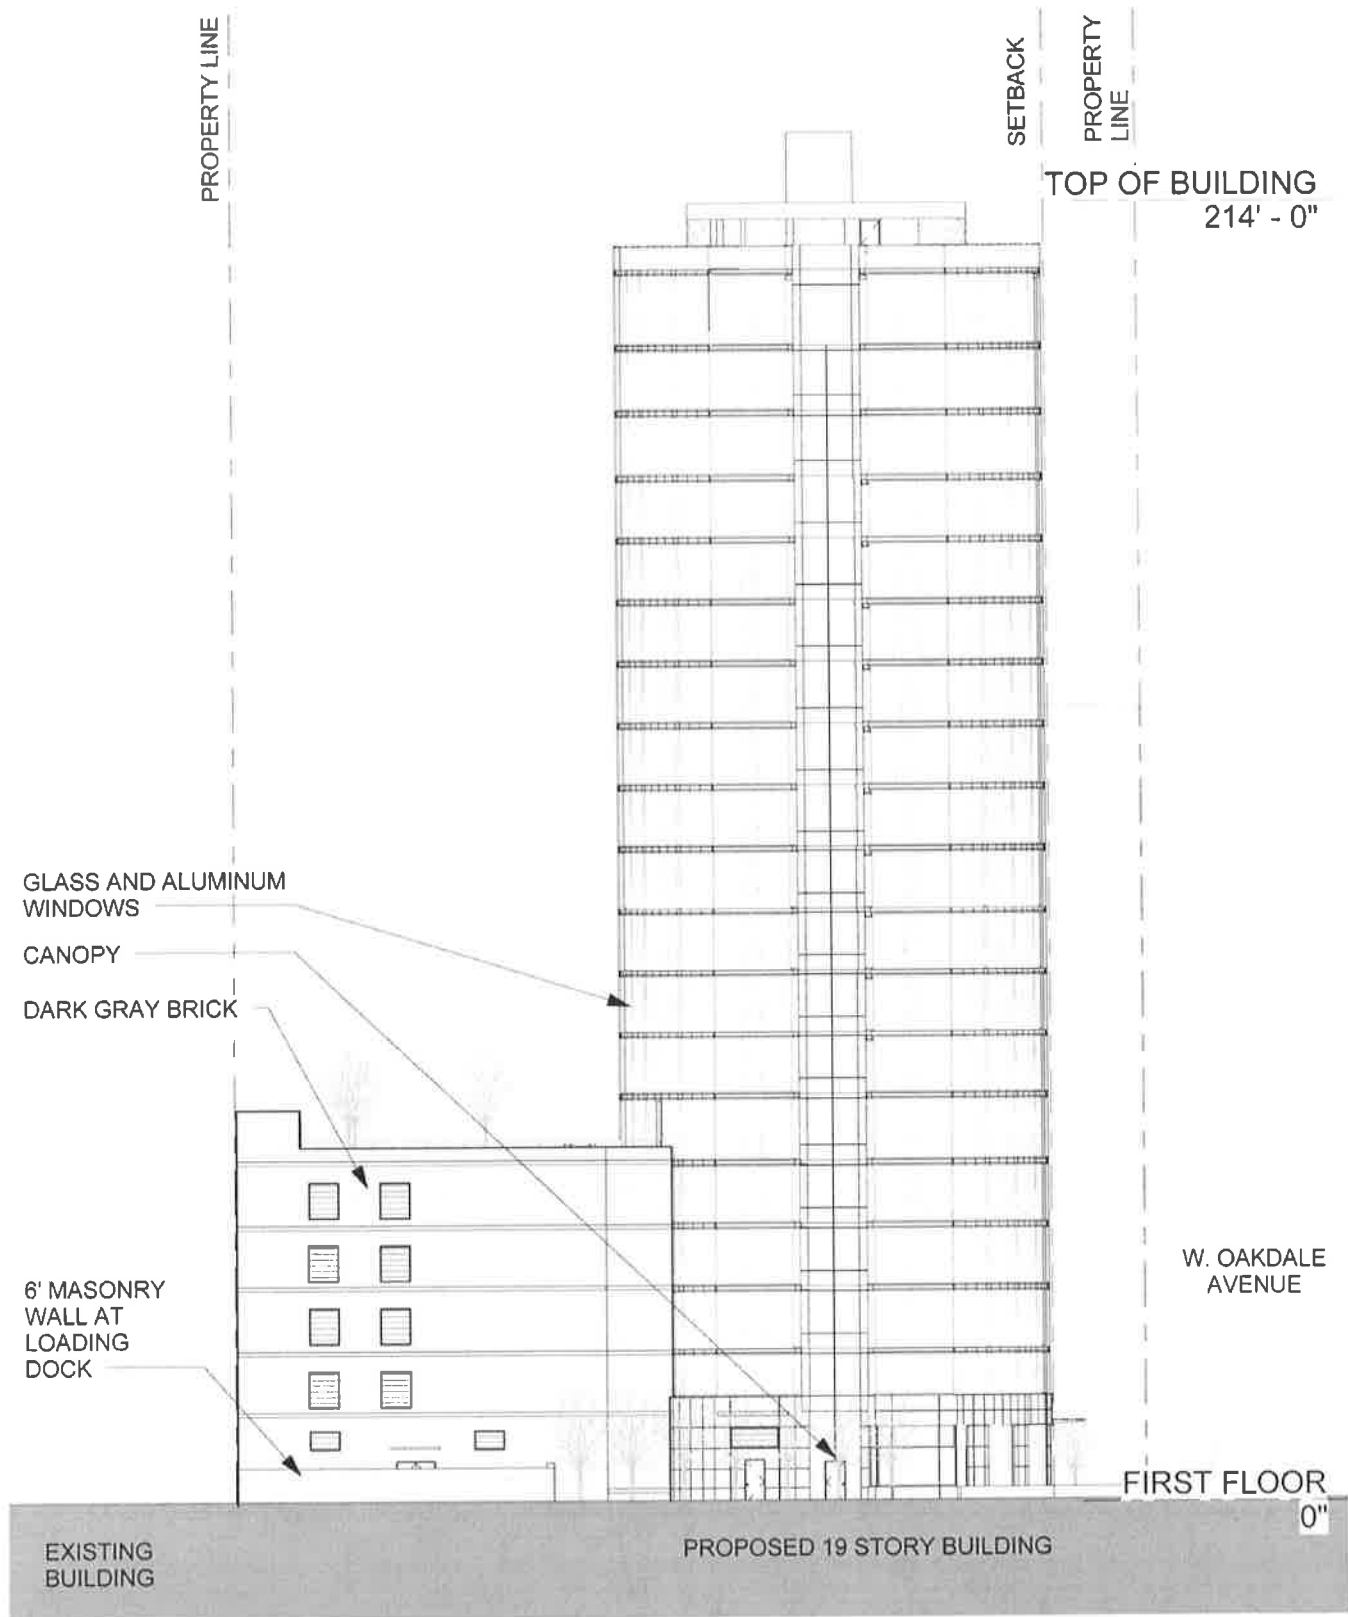 PROPERTY LINE
SETBACK
PROPERTY
LINE
TOP OF BUILDING
214' - 0"
GLASS AND ALUMINUM
WINDOWS
CANOPY
DARK GRAY BRICK
6' MASONRY
WALL AT
LOADING
DOCK
W. OAKDALE
AVENUE
FIRST FLOOR
0"
EXISTING
BUILDING
PROPOSED 19 STORY BUILDING